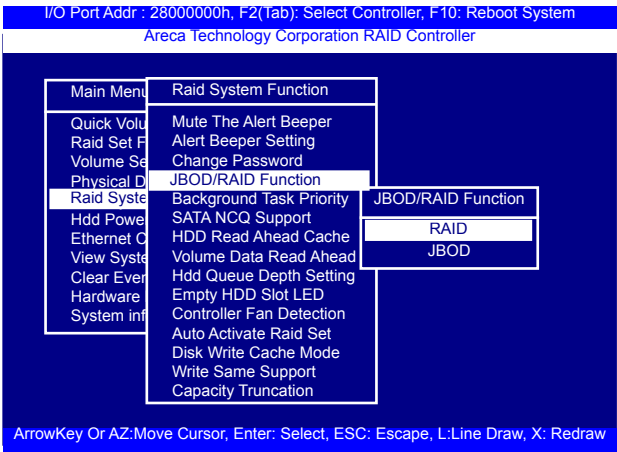 I/O Port Addr : 28000000h, F2(Tab): Select Controller, F10: Reboot System
Areca Technology Corporation RAID Controller
Main Menu
Quick Volu
Raid Set F
Volume Se
Physical D
Raid Syste
Hdd Powe
Ethernet C
View Syste
Clear Even
Hardware
System inf
Raid System Function
Mute The Alert Beeper
Alert Beeper Setting
Change Password
JBOD/RAID Function
Background Task Priority
SATA NCQ Support
HDD Read Ahead Cache
Volume Data Read Ahead
Hdd Queue Depth Setting
Empty HDD Slot LED
Controller Fan Detection
Auto Activate Raid Set
Disk Write Cache Mode
Write Same Support
Capacity Truncation
JBOD/RAID Function
RAID
JBOD
ArrowKey Or AZ:Move Cursor, Enter: Select, ESC: Escape, L:Line Draw, X: Redraw